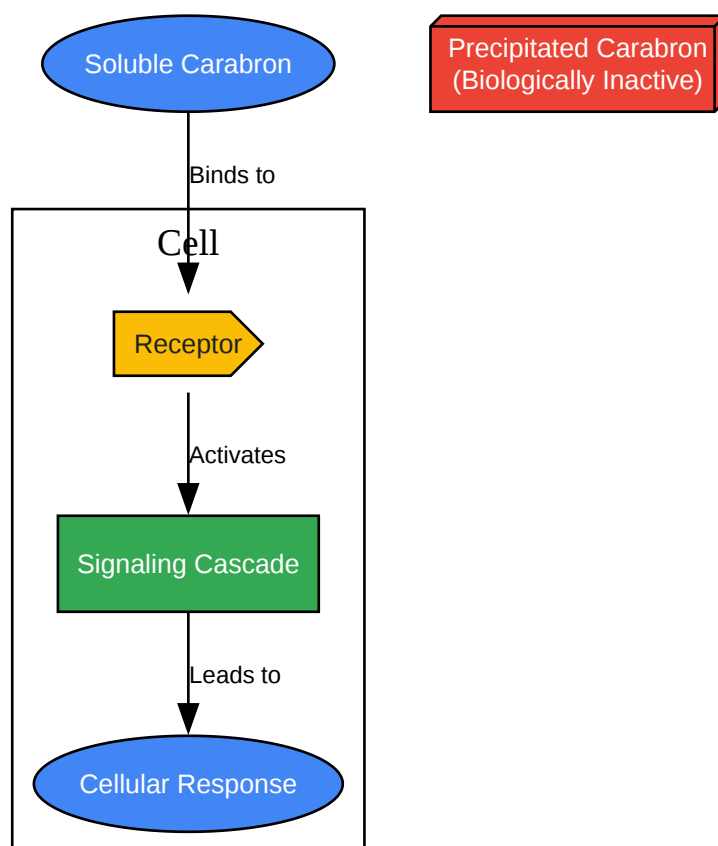 Soluble Carabron
Precipitated Carabron
(Biologically Inactive)
Binds to
Cell
Receptor
Activates
Signaling Cascade
Leads to
Cellular Response